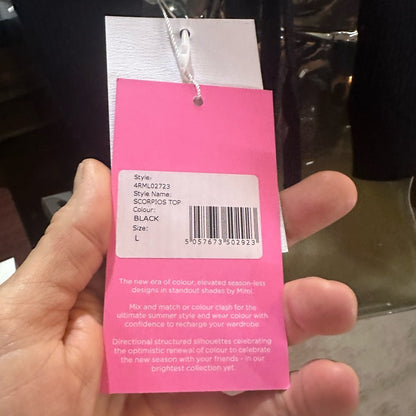 Style:
4RML02723
Style Name:
SCORPIOS TOP
Colour:
BLACK
Size:
L
5 057673 502923
The new era of colour, elevated season-less
designs in standout shades by Mimi.
Mix and match or colour clash for the
ultimate summer style and wear colour with
confidence to recharge your wardrobe
Directional structured silhouettes celebrating
the optimistic renewal of colour to celebrate
the new season with your friends - in our
brightest collection yet.